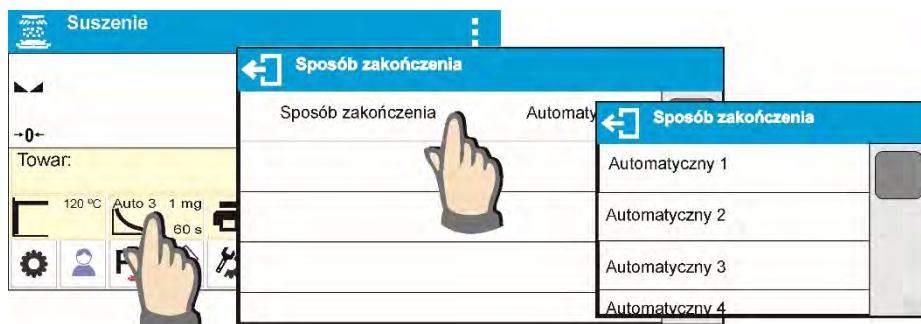 Suszenie
→0←
Towar:
120 ºC
Auto 3 1 mg
60 s
Sposób zakończenia
Sposób zakończenia
Sposób zakończenia
Automatyczny 1
Automatyczny 2
Automatyczny 3
Automatyczny 4